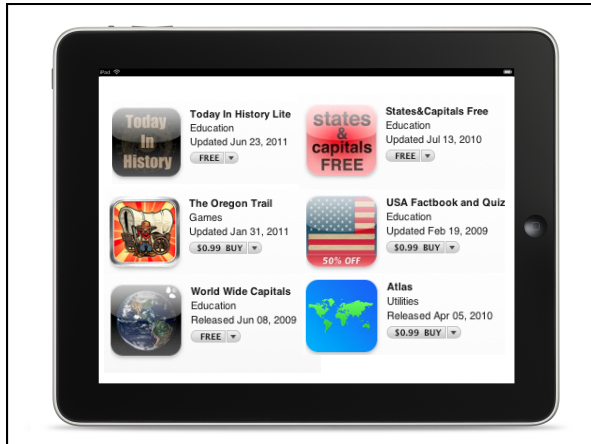 iPad
Today
In
History
Today In History Lite
Education
Updated Jun 23, 2011
FREE
states
&
capitals
FREE
States&Capitals Free
Education
Updated Jul 13, 2010
FREE
The Oregon Trail
Games
Updated Jan 31, 2011
$0.99 BUY
50% OFF
USA Factbook and Quiz
Education
Updated Feb 19, 2009
$0.99 BUY
World Wide Capitals
Education
Released Jun 08, 2009
FREE
Atlas
Utilities
Released Apr 05, 2010
$0.99 BUY